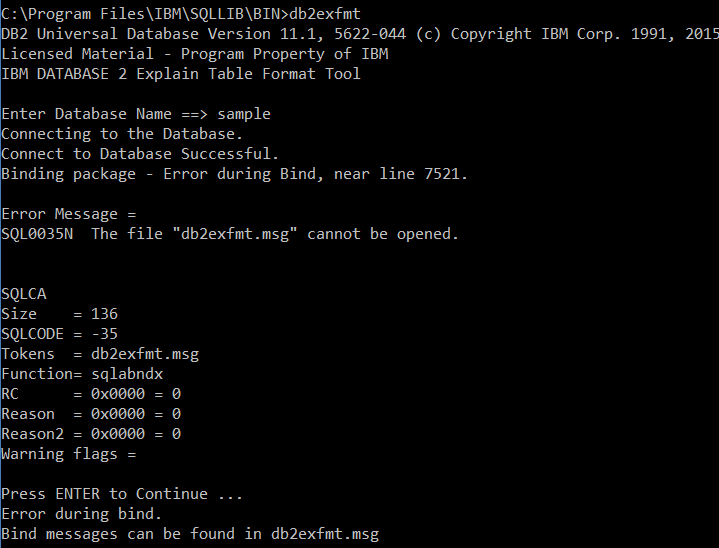 C:\Program Files\IBM\SQLLIB\BIN>db2exfmt
DB2 Universal Database Version 11.1, 5622-044 (c) Copyright IBM Corp. 1991, 2015
Licensed Material - Program Property of IBM
IBM DATABASE 2 Explain Table Format Tool
Enter Database Name ==> sample
Connecting to the Database.
Connect to Database Successful.
Binding package - Error during Bind, near line 7521.
Error Message =
SQL0035N  The file "db2exfmt.msg" cannot be opened.
SQLCA
Size    = 136
SQLCODE = -35
Tokens  = db2exfmt.msg
Function= sqlabndx
RC      = 0x0000 = 0
Reason  = 0x0000 = 0
Reason2 = 0x0000 = 0
Warning flags =
Press ENTER to Continue ...
Error during bind.
Bind messages can be found in db2exfmt.msg